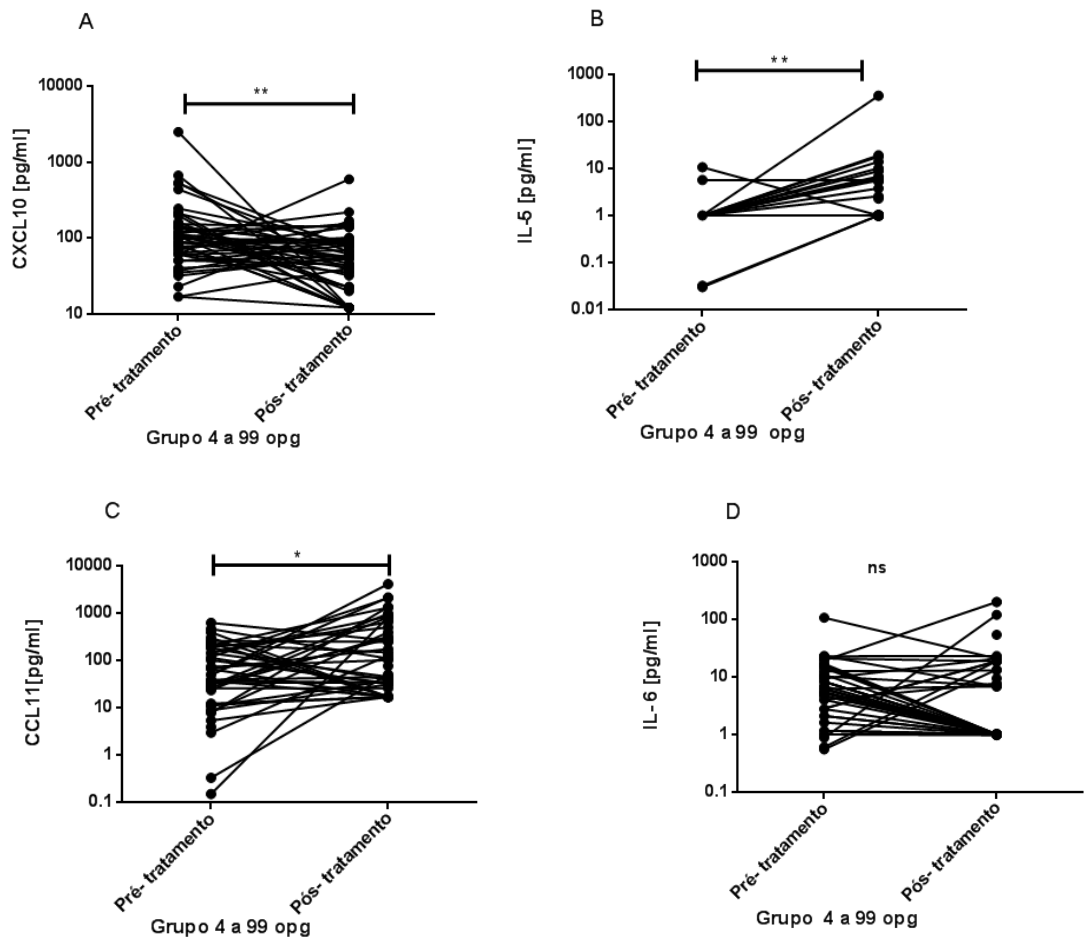 A
CXCL10 [pg/ml]
10000
1000
100
10
**
Pré- tratamento
Pós- tratamento
Grupo 4 a 99 opg
B
IL-5 [pg/ml]
1000
100
10
1
0.1
0.01
**
Pré- tratamento
Pós- tratamento
Grupo 4 a 99 opg
C
CCL11[pg/ml]
10000
1000
100
10
1
0.1
*
Pré- tratamento
Pós- tratamento
Grupo 4 a 99 opg
D
IL- 6 [pg/ml]
1000
100
10
1
0.1
ns
Pré- tratamento
Pós- tratamento
Grupo 4 a 99 opg